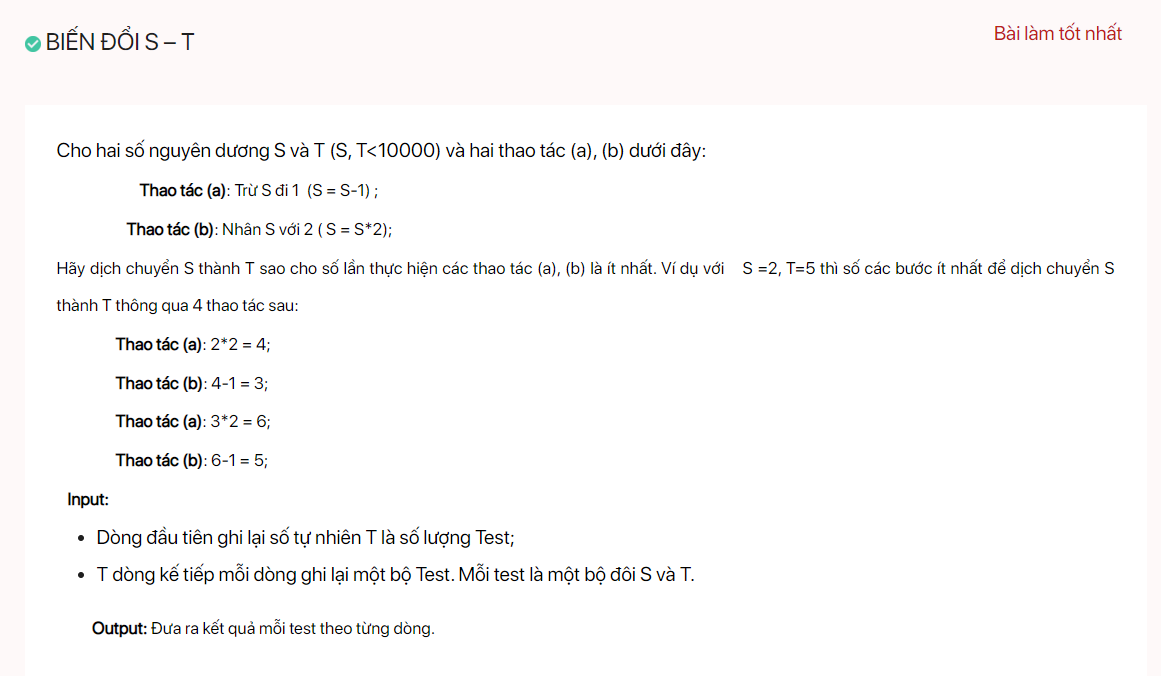 BIẾN ĐỔI S – T
Bài làm tốt nhất
Cho hai số nguyên dương S và T (S, T<10000) và hai thao tác (a), (b) dưới đây:
Thao tác (a): Trừ S đi 1 (S = S-1) ;
Thao tác (b): Nhân S với 2 ( S = S*2);
Hãy dịch chuyển S thành T sao cho số lần thực hiện các thao tác (a), (b) là ít nhất. Ví dụ với S =2, T=5 thì số các bước ít nhất để dịch chuyển S
thành T thông qua 4 thao tác sau:
Thao tác (a): 2*2 = 4;
Thao tác (b): 4-1 = 3;
Thao tác (a): 3*2 = 6;
Thao tác (b): 6-1 = 5;
Input:
• Dòng đầu tiên ghi lại số tự nhiên T là số lượng Test;
• T dòng kế tiếp mỗi dòng ghi lại một bộ Test. Mỗi test là một bộ đôi S và T.
Output: Đưa ra kết quả mỗi test theo từng dòng.